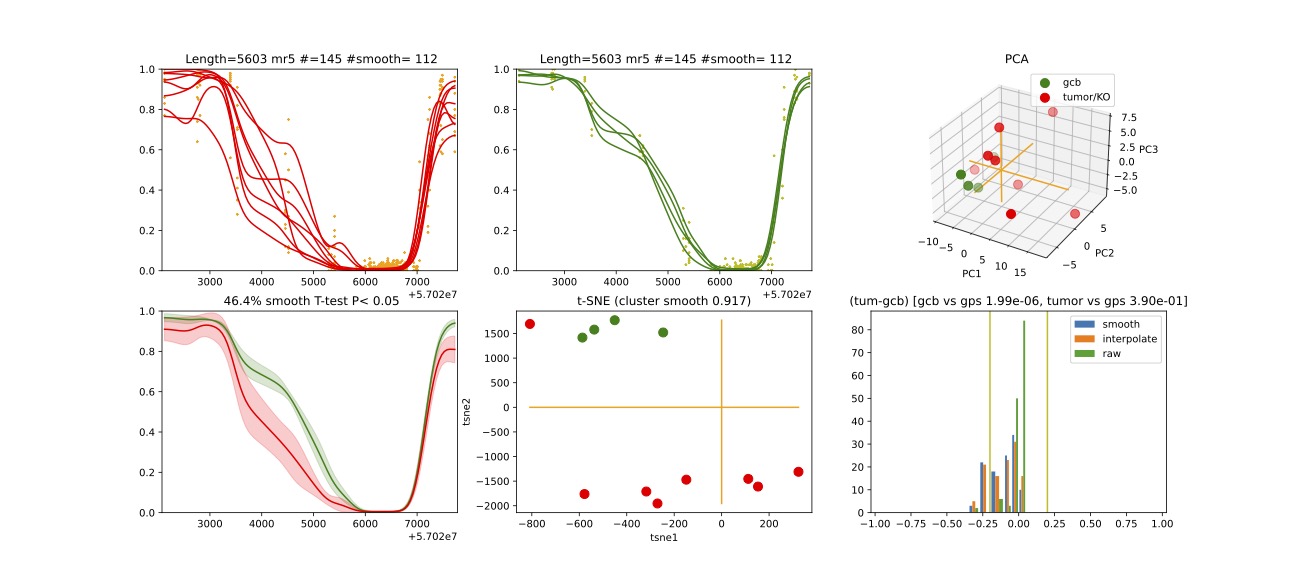 Length=5603 mr5 #=145 #smooth= 112
1.0
0.8
0.6
0.4
0.2
0.0
3000 4000 5000 6000 7000
+5.702e7
Length=5603 mr5 #=145 #smooth= 112
1.0
0.8
0.6
0.4
0.2
0.0
3000 4000 5000 6000 7000
+5.702e7
PCA
gcb
tumor/KO
7.5
5.0
2.5
0.0
−2.5
−5.0
PC3
−10 −5 0 5 10 15
PC1
−5 0 5
PC2
46.4% smooth T-test P< 0.05
1.0
0.8
0.6
0.4
0.2
0.0
3000 4000 5000 6000 7000
+5.702e7
t-SNE (cluster smooth 0.917)
1500
1000
500
0
−500
−1000
−1500
−2000
tsne2
−800 −600 −400 −200 0 200
tsne1
(tum-gcb) [gcb vs gps 1.99e-06, tumor vs gps 3.90e-01]
smooth
interpolate
raw
80
70
60
50
40
30
20
10
0
−1.00 −0.75 −0.50 −0.25 0.00 0.25 0.50 0.75 1.00